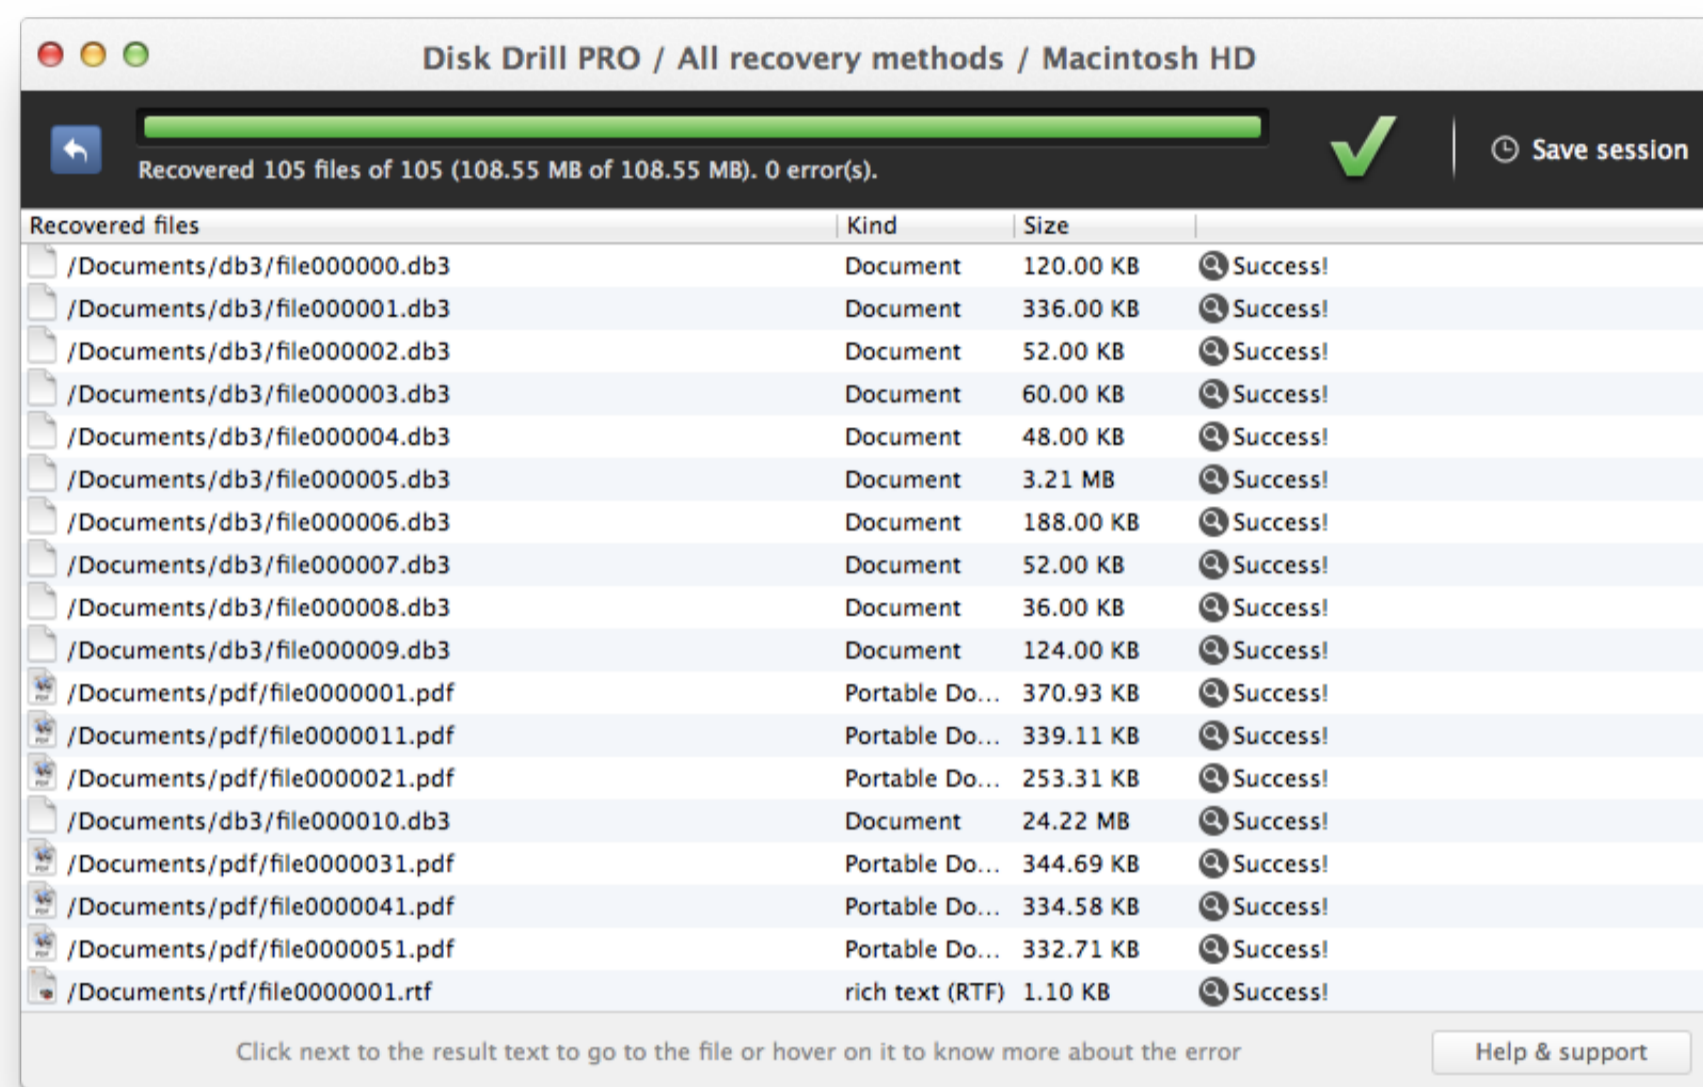 Disk Drill PRO / All recovery methods / Macintosh HD
Recovered 105 files of 105 (108.55 MB of 108.55 MB). 0 error(s).
Save session
Recovered files Kind Size
/Documents/db3/file000000.db3 Document 120.00 KB Success!
/Documents/db3/file000001.db3 Document 336.00 KB Success!
/Documents/db3/file000002.db3 Document 52.00 KB Success!
/Documents/db3/file000003.db3 Document 60.00 KB Success!
/Documents/db3/file000004.db3 Document 48.00 KB Success!
/Documents/db3/file000005.db3 Document 3.21 MB Success!
/Documents/db3/file000006.db3 Document 188.00 KB Success!
/Documents/db3/file000007.db3 Document 52.00 KB Success!
/Documents/db3/file000008.db3 Document 36.00 KB Success!
/Documents/db3/file000009.db3 Document 124.00 KB Success!
/Documents/pdf/file0000001.pdf Portable Do... 370.93 KB Success!
/Documents/pdf/file0000011.pdf Portable Do... 339.11 KB Success!
/Documents/pdf/file0000021.pdf Portable Do... 253.31 KB Success!
/Documents/db3/file000010.db3 Document 24.22 MB Success!
/Documents/pdf/file0000031.pdf Portable Do... 344.69 KB Success!
/Documents/pdf/file0000041.pdf Portable Do... 334.58 KB Success!
/Documents/pdf/file0000051.pdf Portable Do... 332.71 KB Success!
/Documents/rtf/file0000001.rtf rich text (RTF) 1.10 KB Success!
Click next to the result text to go to the file or hover on it to know more about the error
Help & support